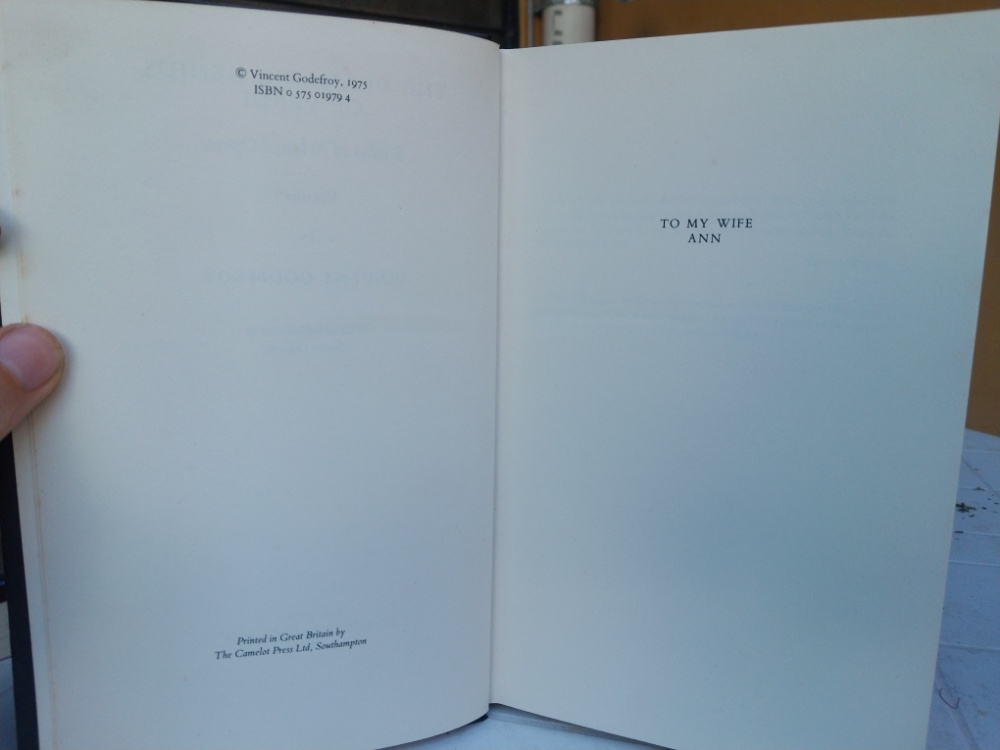 © Vincent Godefroy, 1975
ISBN 0 575 01979 4
Printed in Great Britain by
The Camelot Press Ltd, Southampton
TO MY WIFE
ANN